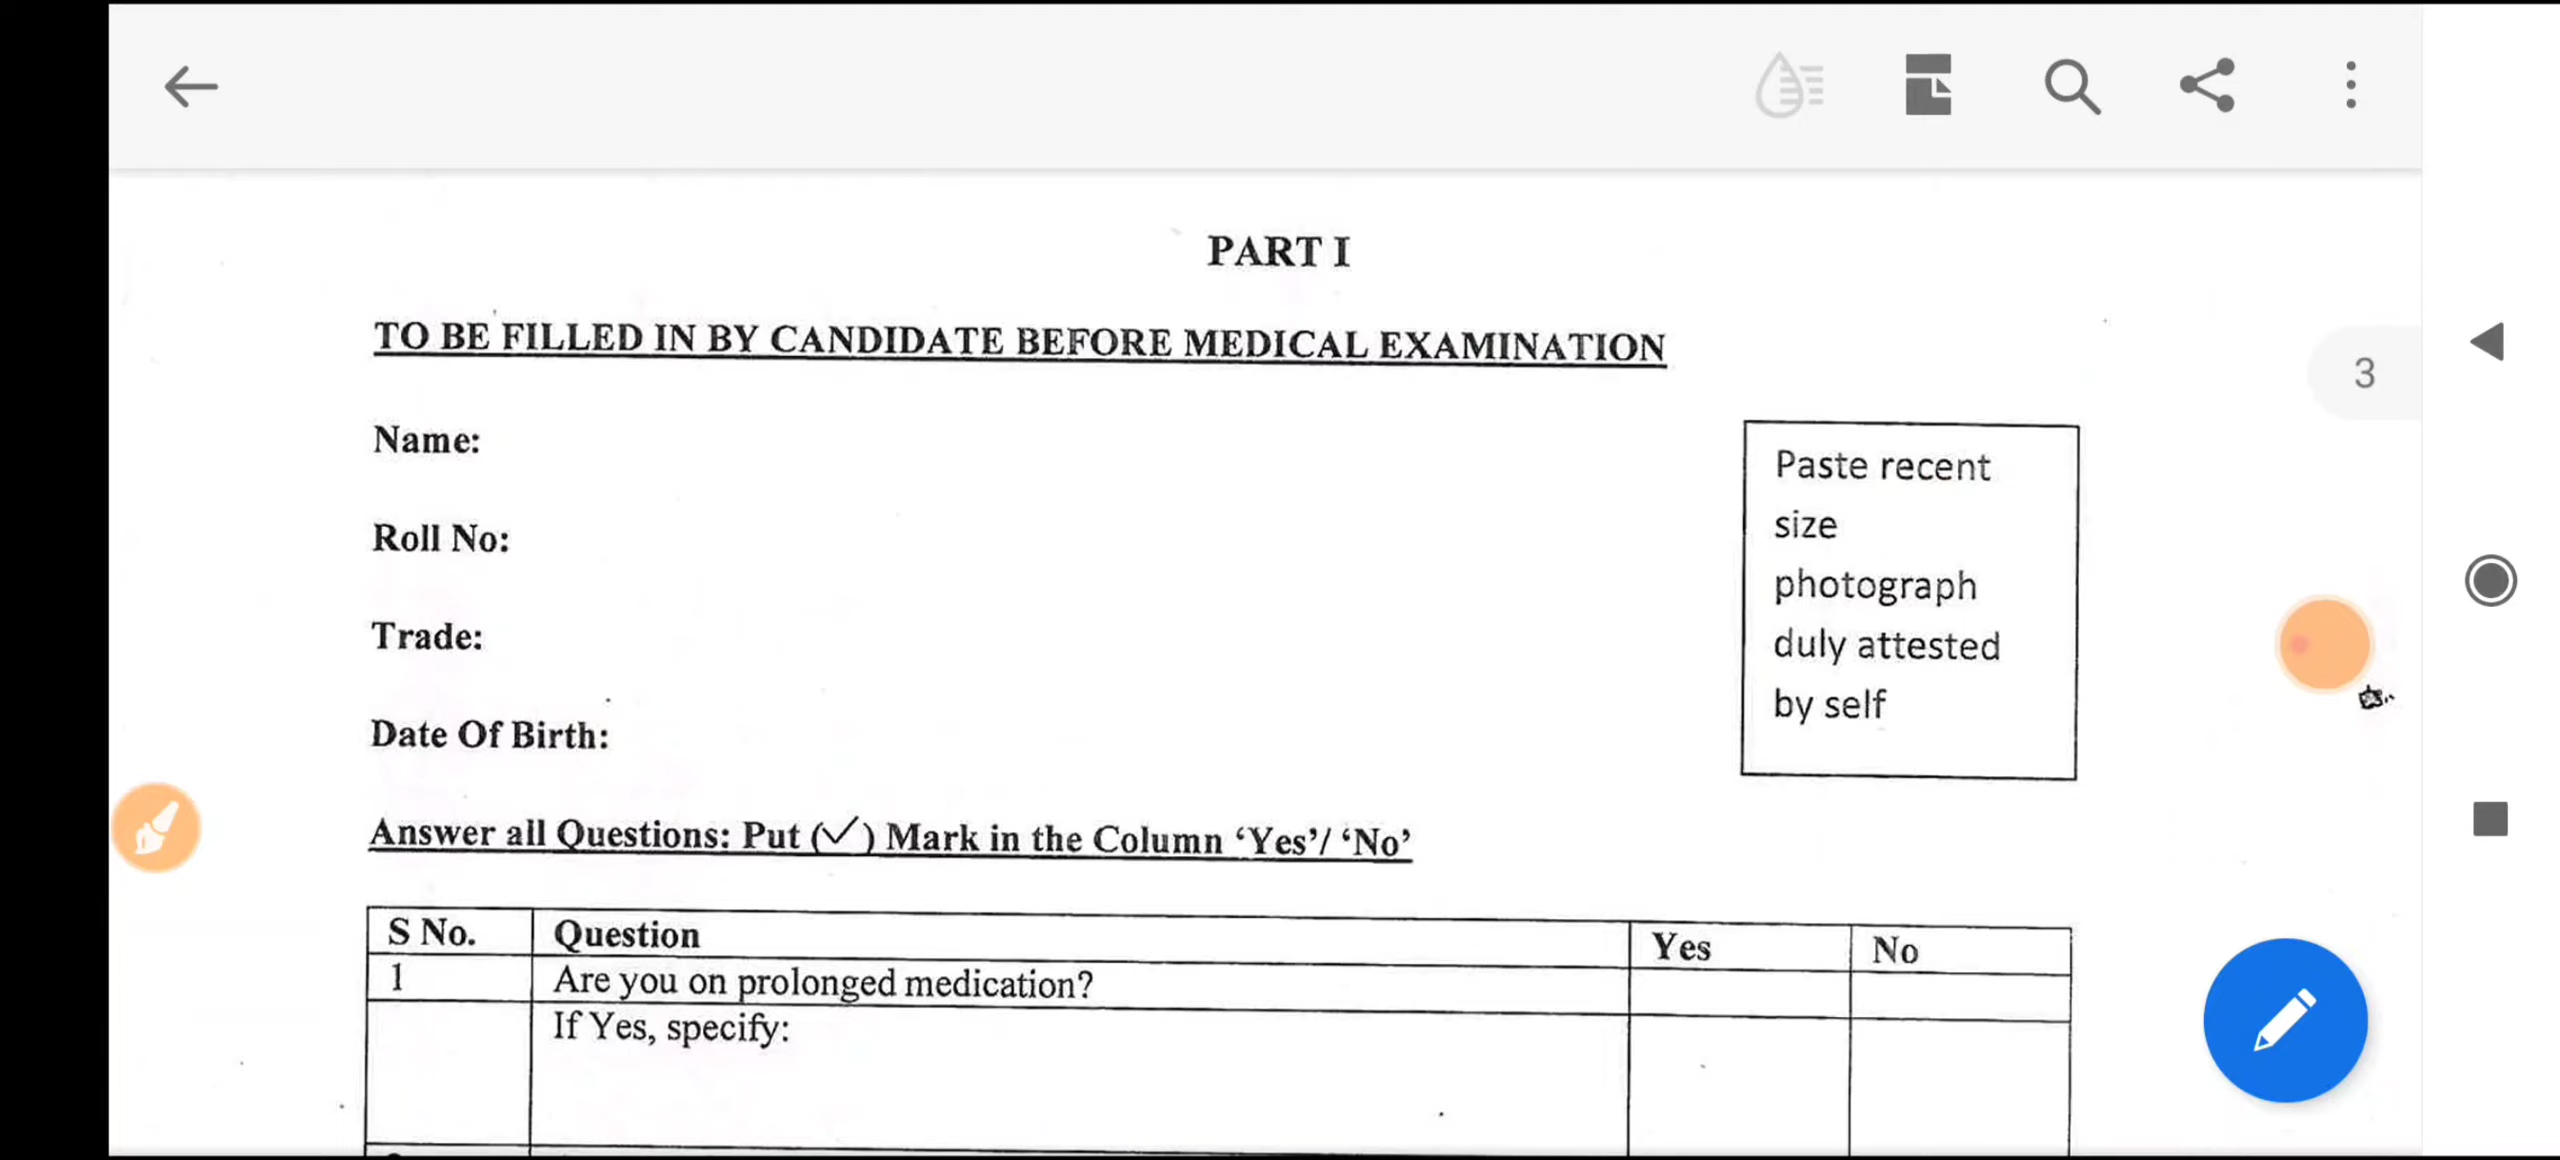 PART I
TO BE FILLED IN BY CANDIDATE BEFORE MEDICAL EXAMINATION
3
Name:
Roll No:
Trade:
Date Of Birth:
Paste recent
size
photograph
duly attested
by self
Answer all Questions: Put (✓) Mark in the Column ‘Yes’/ ‘No’
S No. Question Yes No
1 Are you on prolonged medication?
If Yes, specify: